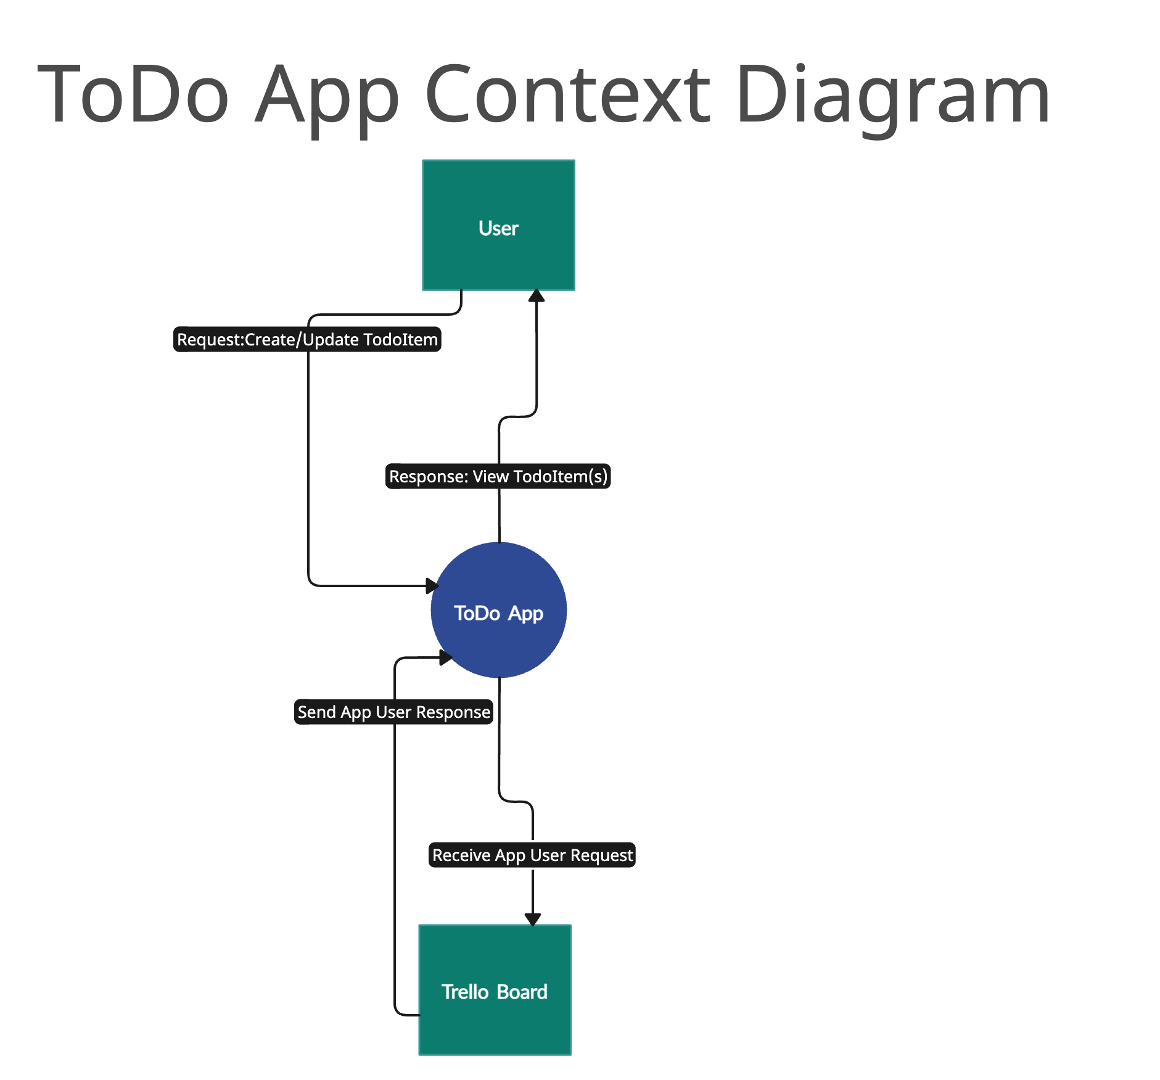 ToDo App Context Diagram
User
Request:Create/Update TodoItem
Response: View TodoItem(s)
ToDo App
Send App User Response
Receive App User Request
Trello Board